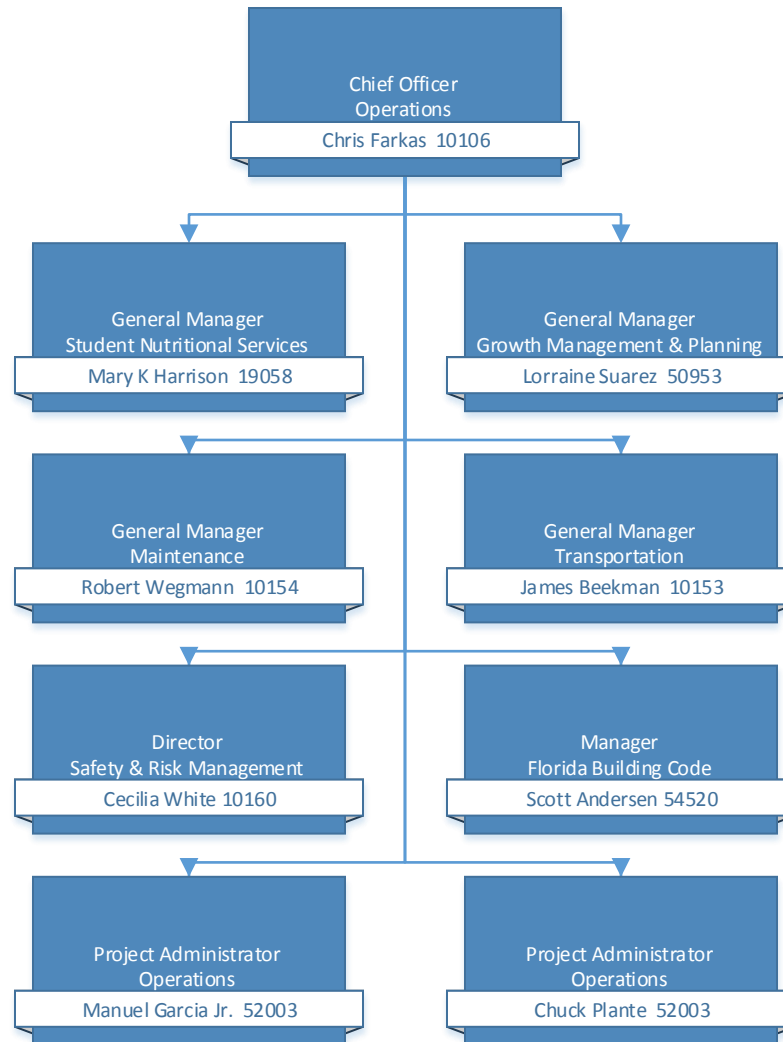 Chief Officer
Operations
Chris Farkas 10106
General Manager
Student Nutritional Services
Mary K Harrison 19058
General Manager
Growth Management & Planning
Lorraine Suarez 50953
General Manager
Maintenance
Robert Wegmann 10154
General Manager
Transportation
James Beekman 10153
Director
Safety & Risk Management
Cecilia White 10160
Manager
Florida Building Code
Scott Andersen 54520
Project Administrator
Operations
Manuel Garcia Jr. 52003
Project Administrator
Operations
Chuck Plante 52003